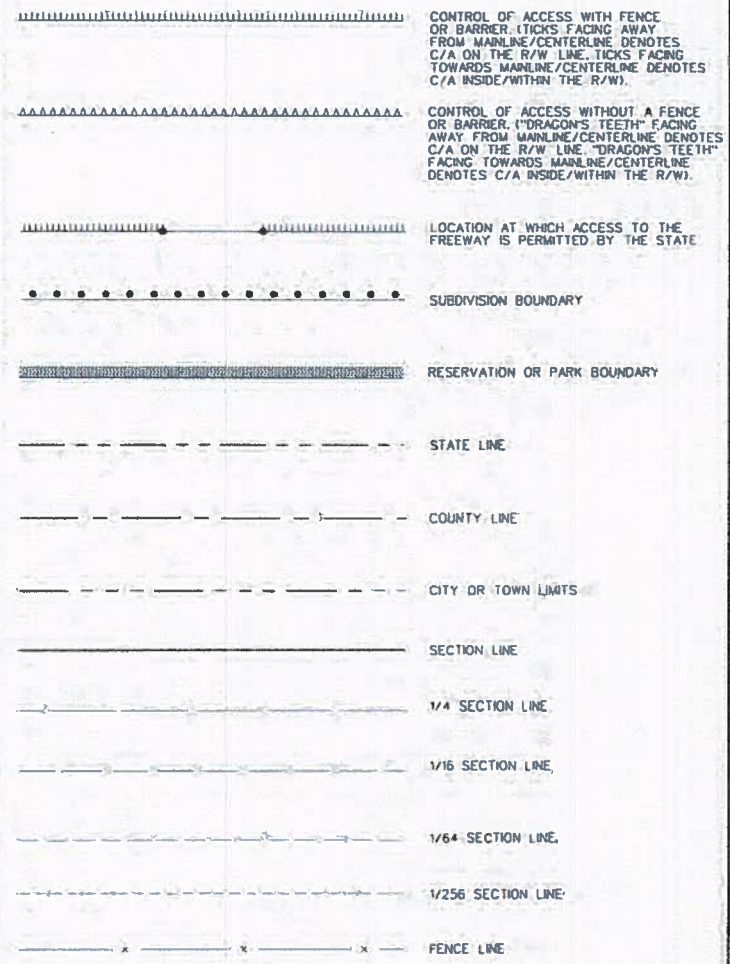 CONTROL OF ACCESS WITH FENCE
OR BARRIER. (TICKS FACING AWAY
FROM MAINLINE/CENTERLINE DENOTES
C/A ON THE R/W LINE. TICKS FACING
TOWARDS MAINLINE/CENTERLINE DENOTES
C/A INSIDE/WITHIN THE R/W).
CONTROL OF ACCESS WITHOUT A FENCE
OR BARRIER. ("DRAGON'S TEETH" FACING
AWAY FROM MAINLINE/CENTERLINE DENOTES
C/A ON THE R/W LINE. "DRAGON'S TEETH"
FACING TOWARDS MAINLINE/CENTERLINE
DENOTES C/A INSIDE/WITHIN THE R/W).
LOCATION AT WHICH ACCESS TO THE
FREEWAY IS PERMITTED BY THE STATE
SUBDIVISION BOUNDARY
RESERVATION OR PARK BOUNDARY
STATE LINE
COUNTY LINE
CITY OR TOWN LIMITS
SECTION LINE
1/4 SECTION LINE
1/16 SECTION LINE
1/64 SECTION LINE
1/256 SECTION LINE
FENCE LINE